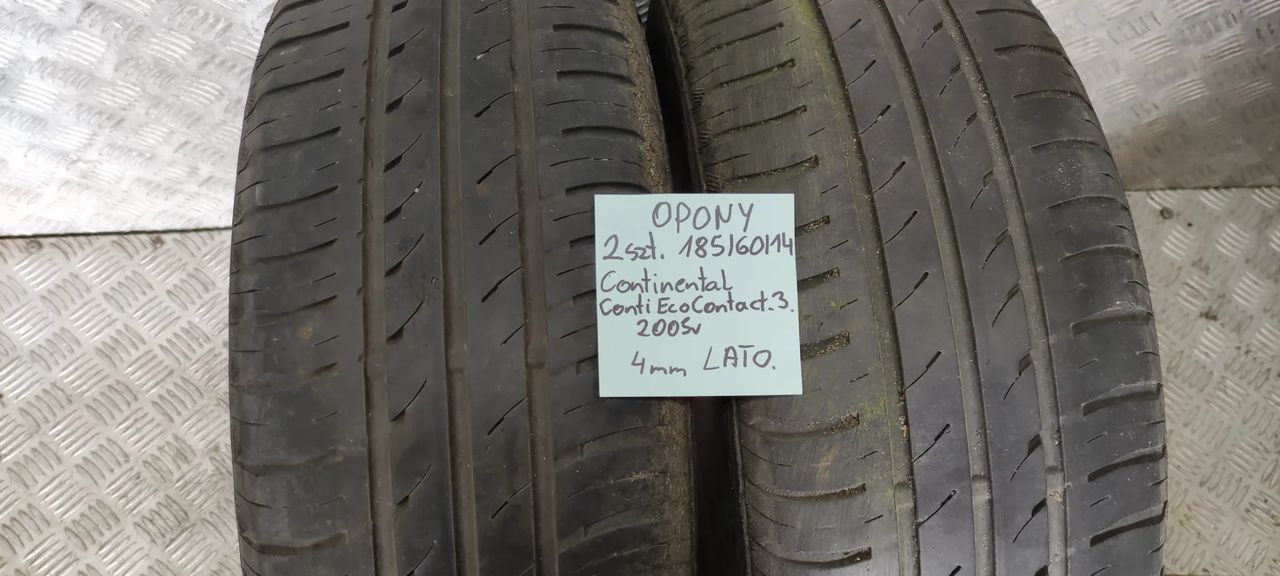 OPONY
2szt. 185/60/14
Continental
Conti EcoContact.3.
2005r
4mm LATO.